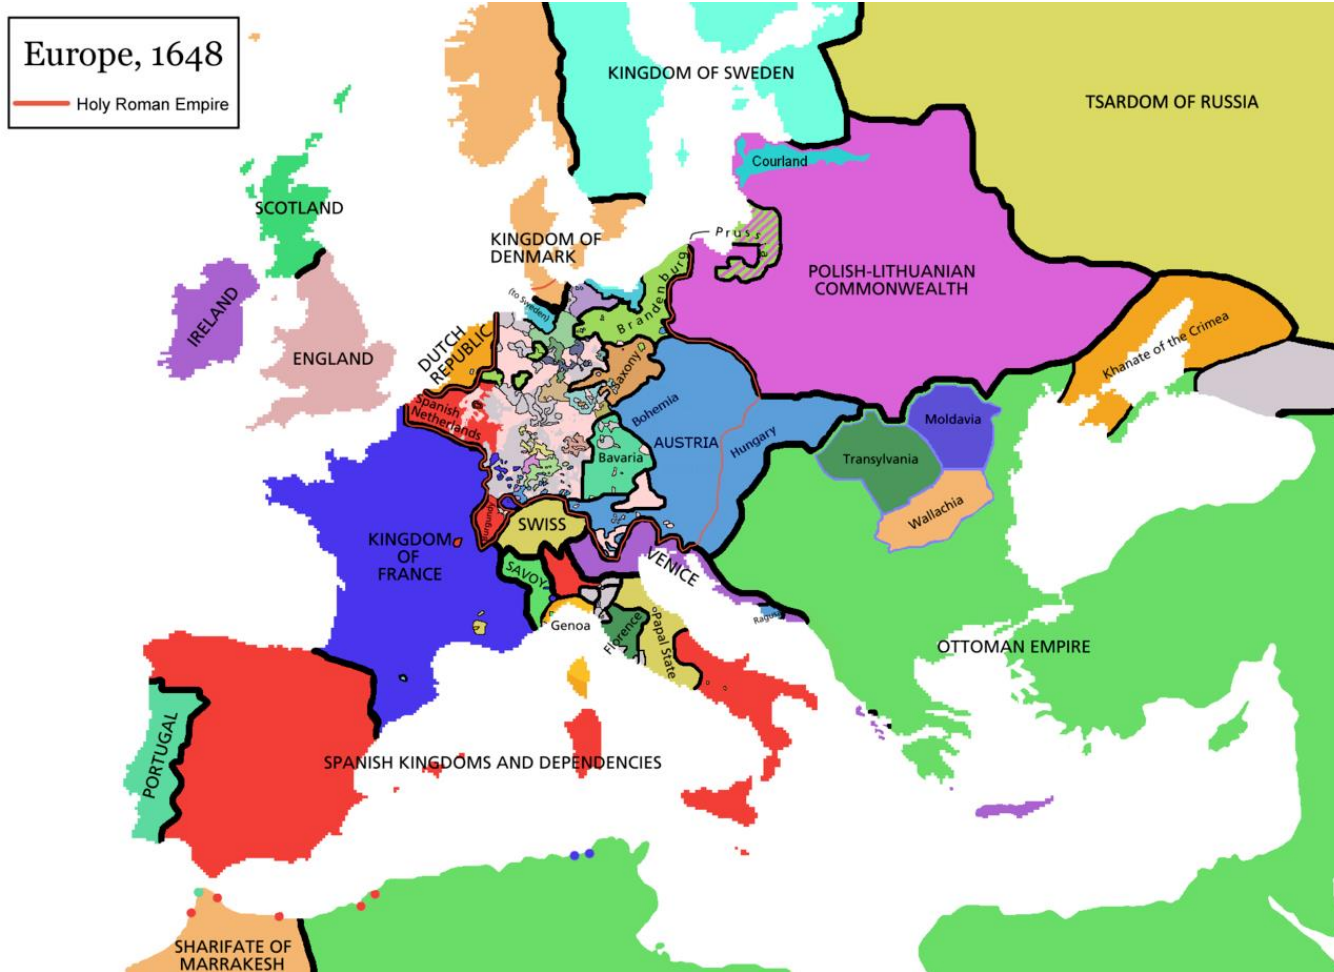 Europe, 1648
Holy Roman Empire
KINGDOM OF SWEDEN
TSARDOM OF RUSSIA
Courland
SCOTLAND
Prussia
KINGDOM OF
DENMARK
POLISH-LITHUANIAN
COMMONWEALTH
IRELAND
(to Sweden)
Brandenburg
ENGLAND
DUTCH
REPUBLIC
Khanate of the Crimea
Saxony
Spanish
Netherlands
Bohemia
AUSTRIA
Hungary
Moldavia
Bavaria
Transylvania
Wallachia
Burgundy
SWISS
KINGDOM
OF
FRANCE
SAVOY
VENICE
Genoa
Florence
Papal State
Ragusa
OTTOMAN EMPIRE
PORTUGAL
SPANISH KINGDOMS AND DEPENDENCIES
SHARIFATE OF
MARRAKESH